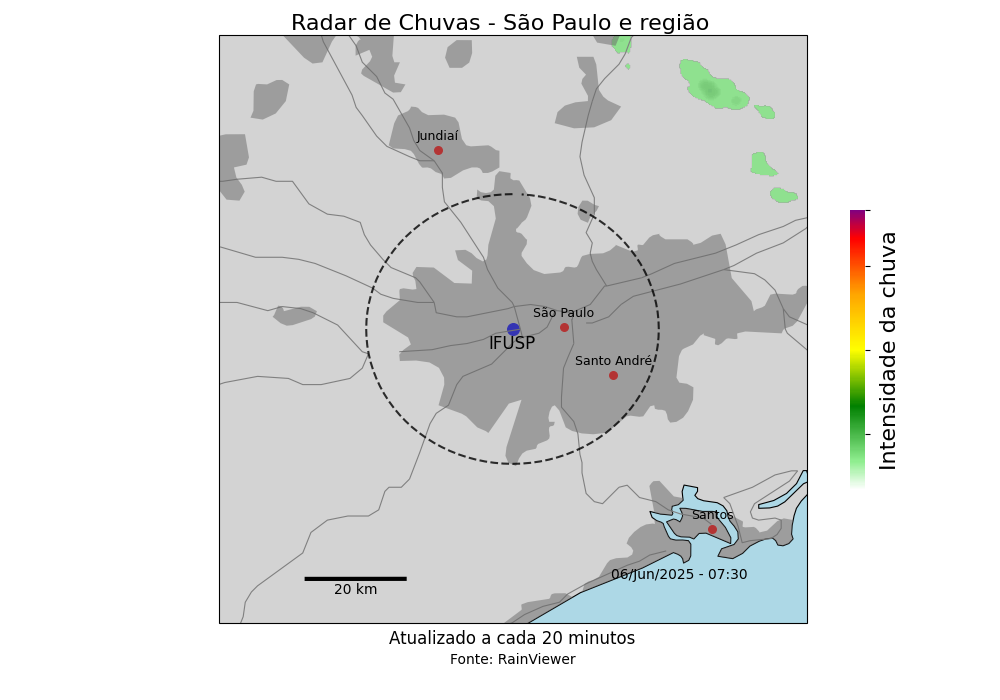 Radar de Chuvas - São Paulo e região
Jundiaí
São Paulo
IFUSP
Santo André
Santos
06/Jun/2025 - 07:30
20 km
Intensidade da chuva
Atualizado a cada 20 minutos
Fonte: RainViewer